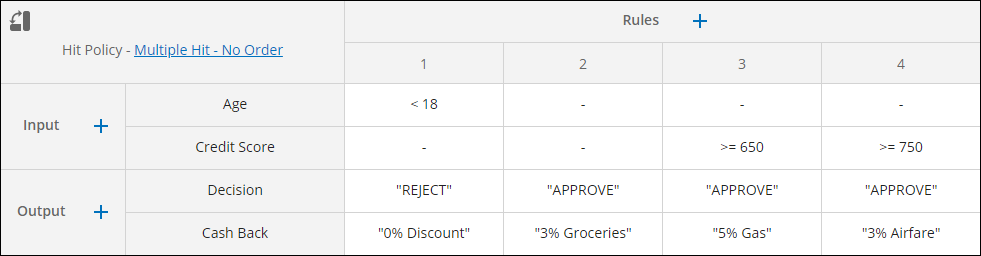 Rules +
Hit Policy - Multiple Hit - No Order
1 2 3 4
Input + Age < 18 - - -
Credit Score - - >= 650 >= 750
Output + Decision "REJECT" "APPROVE" "APPROVE" "APPROVE"
Cash Back "0% Discount" "3% Groceries" "5% Gas" "3% Airfare"